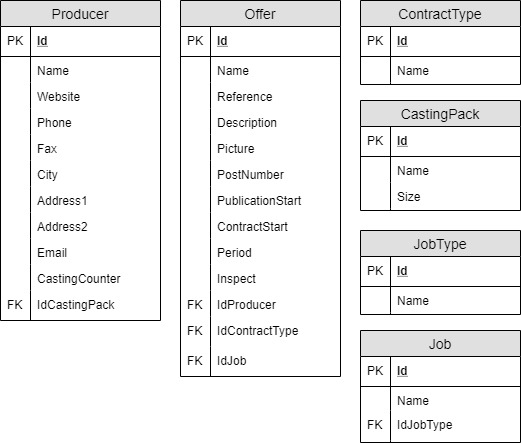 Producer
PK Id
Name
Website
Phone
Fax
City
Address1
Address2
Email
CastingCounter
FK IdCastingPack
Offer
PK Id
Name
Reference
Description
Picture
PostNumber
PublicationStart
ContractStart
Period
Inspect
FK IdProducer
FK IdContractType
FK IdJob
ContractType
PK Id
Name
CastingPack
PK Id
Name
Size
JobType
PK Id
Name
Job
PK Id
Name
FK IdJobType